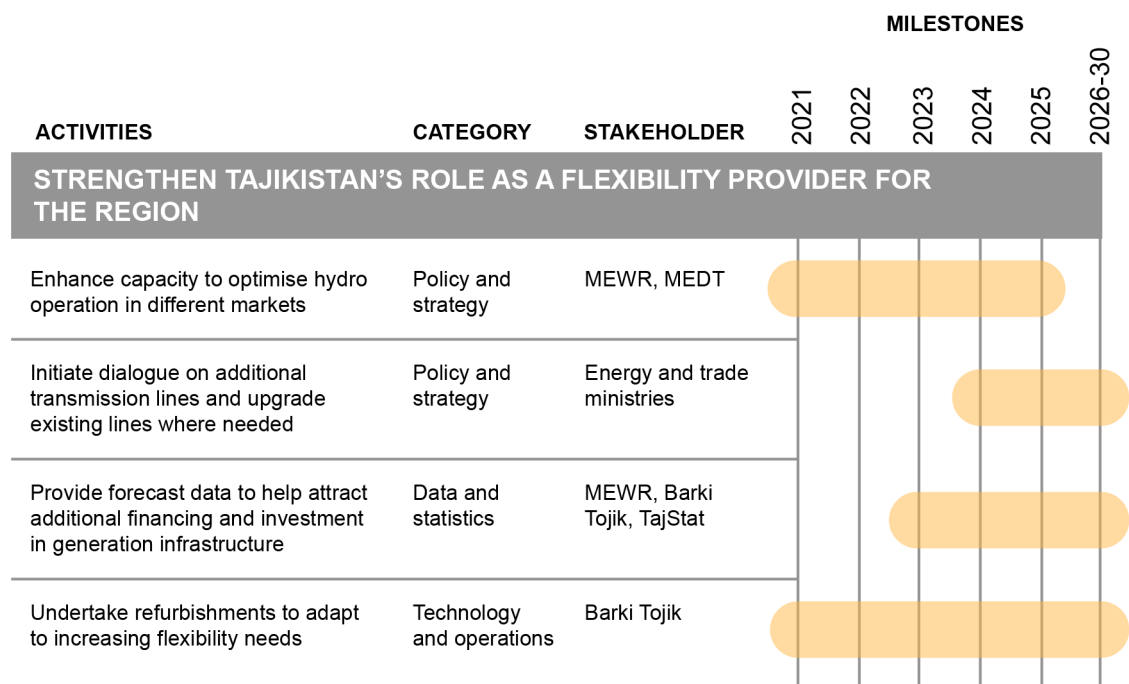 MILESTONES
ACTIVITIES CATEGORY STAKEHOLDER 2021 2022 2023 2024 2025 2026-30
STRENGTHEN TAJIKISTAN’S ROLE AS A FLEXIBILITY PROVIDER FOR
THE REGION
Enhance capacity to optimise hydro
operation in different markets
Policy and
strategy
MEWR, MEDT
Initiate dialogue on additional
transmission lines and upgrade
existing lines where needed
Policy and
strategy
Energy and trade
ministries
Provide forecast data to help attract
additional financing and investment
in generation infrastructure
Data and
statistics
MEWR, Barki
Tojik, TajStat
Undertake refurbishments to adapt
to increasing flexibility needs
Technology
and operations
Barki Tojik